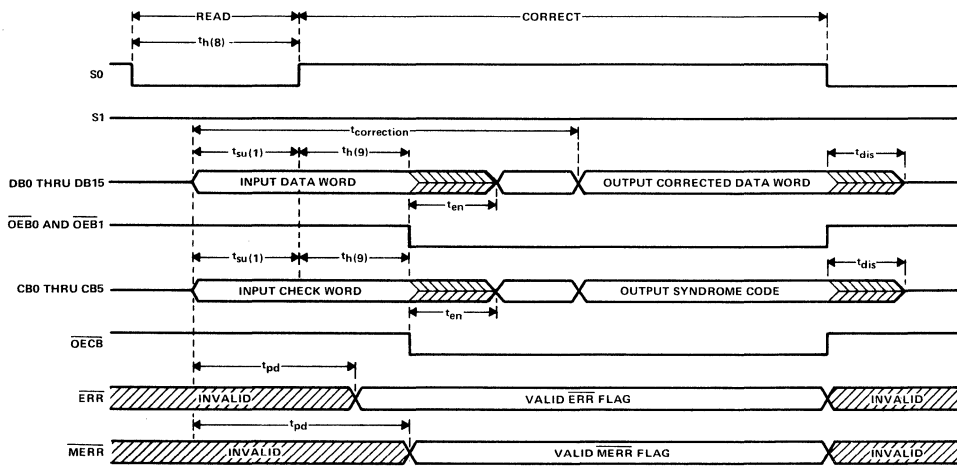 READ CORRECT
th(8)
S0
S1
tcorrection
tsu(1) th(9) tdis
DB0 THRU DB15 INPUT DATA WORD OUTPUT CORRECTED DATA WORD
ten
OEB0 AND OEB1
tsu(1) th(9) tdis
CB0 THRU CB5 INPUT CHECK WORD OUTPUT SYNDROME CODE
ten
OECB
tpd
ERR INVALID VALID ERR FLAG INVALID
tpd
MERR INVALID VALID MERR FLAG INVALID